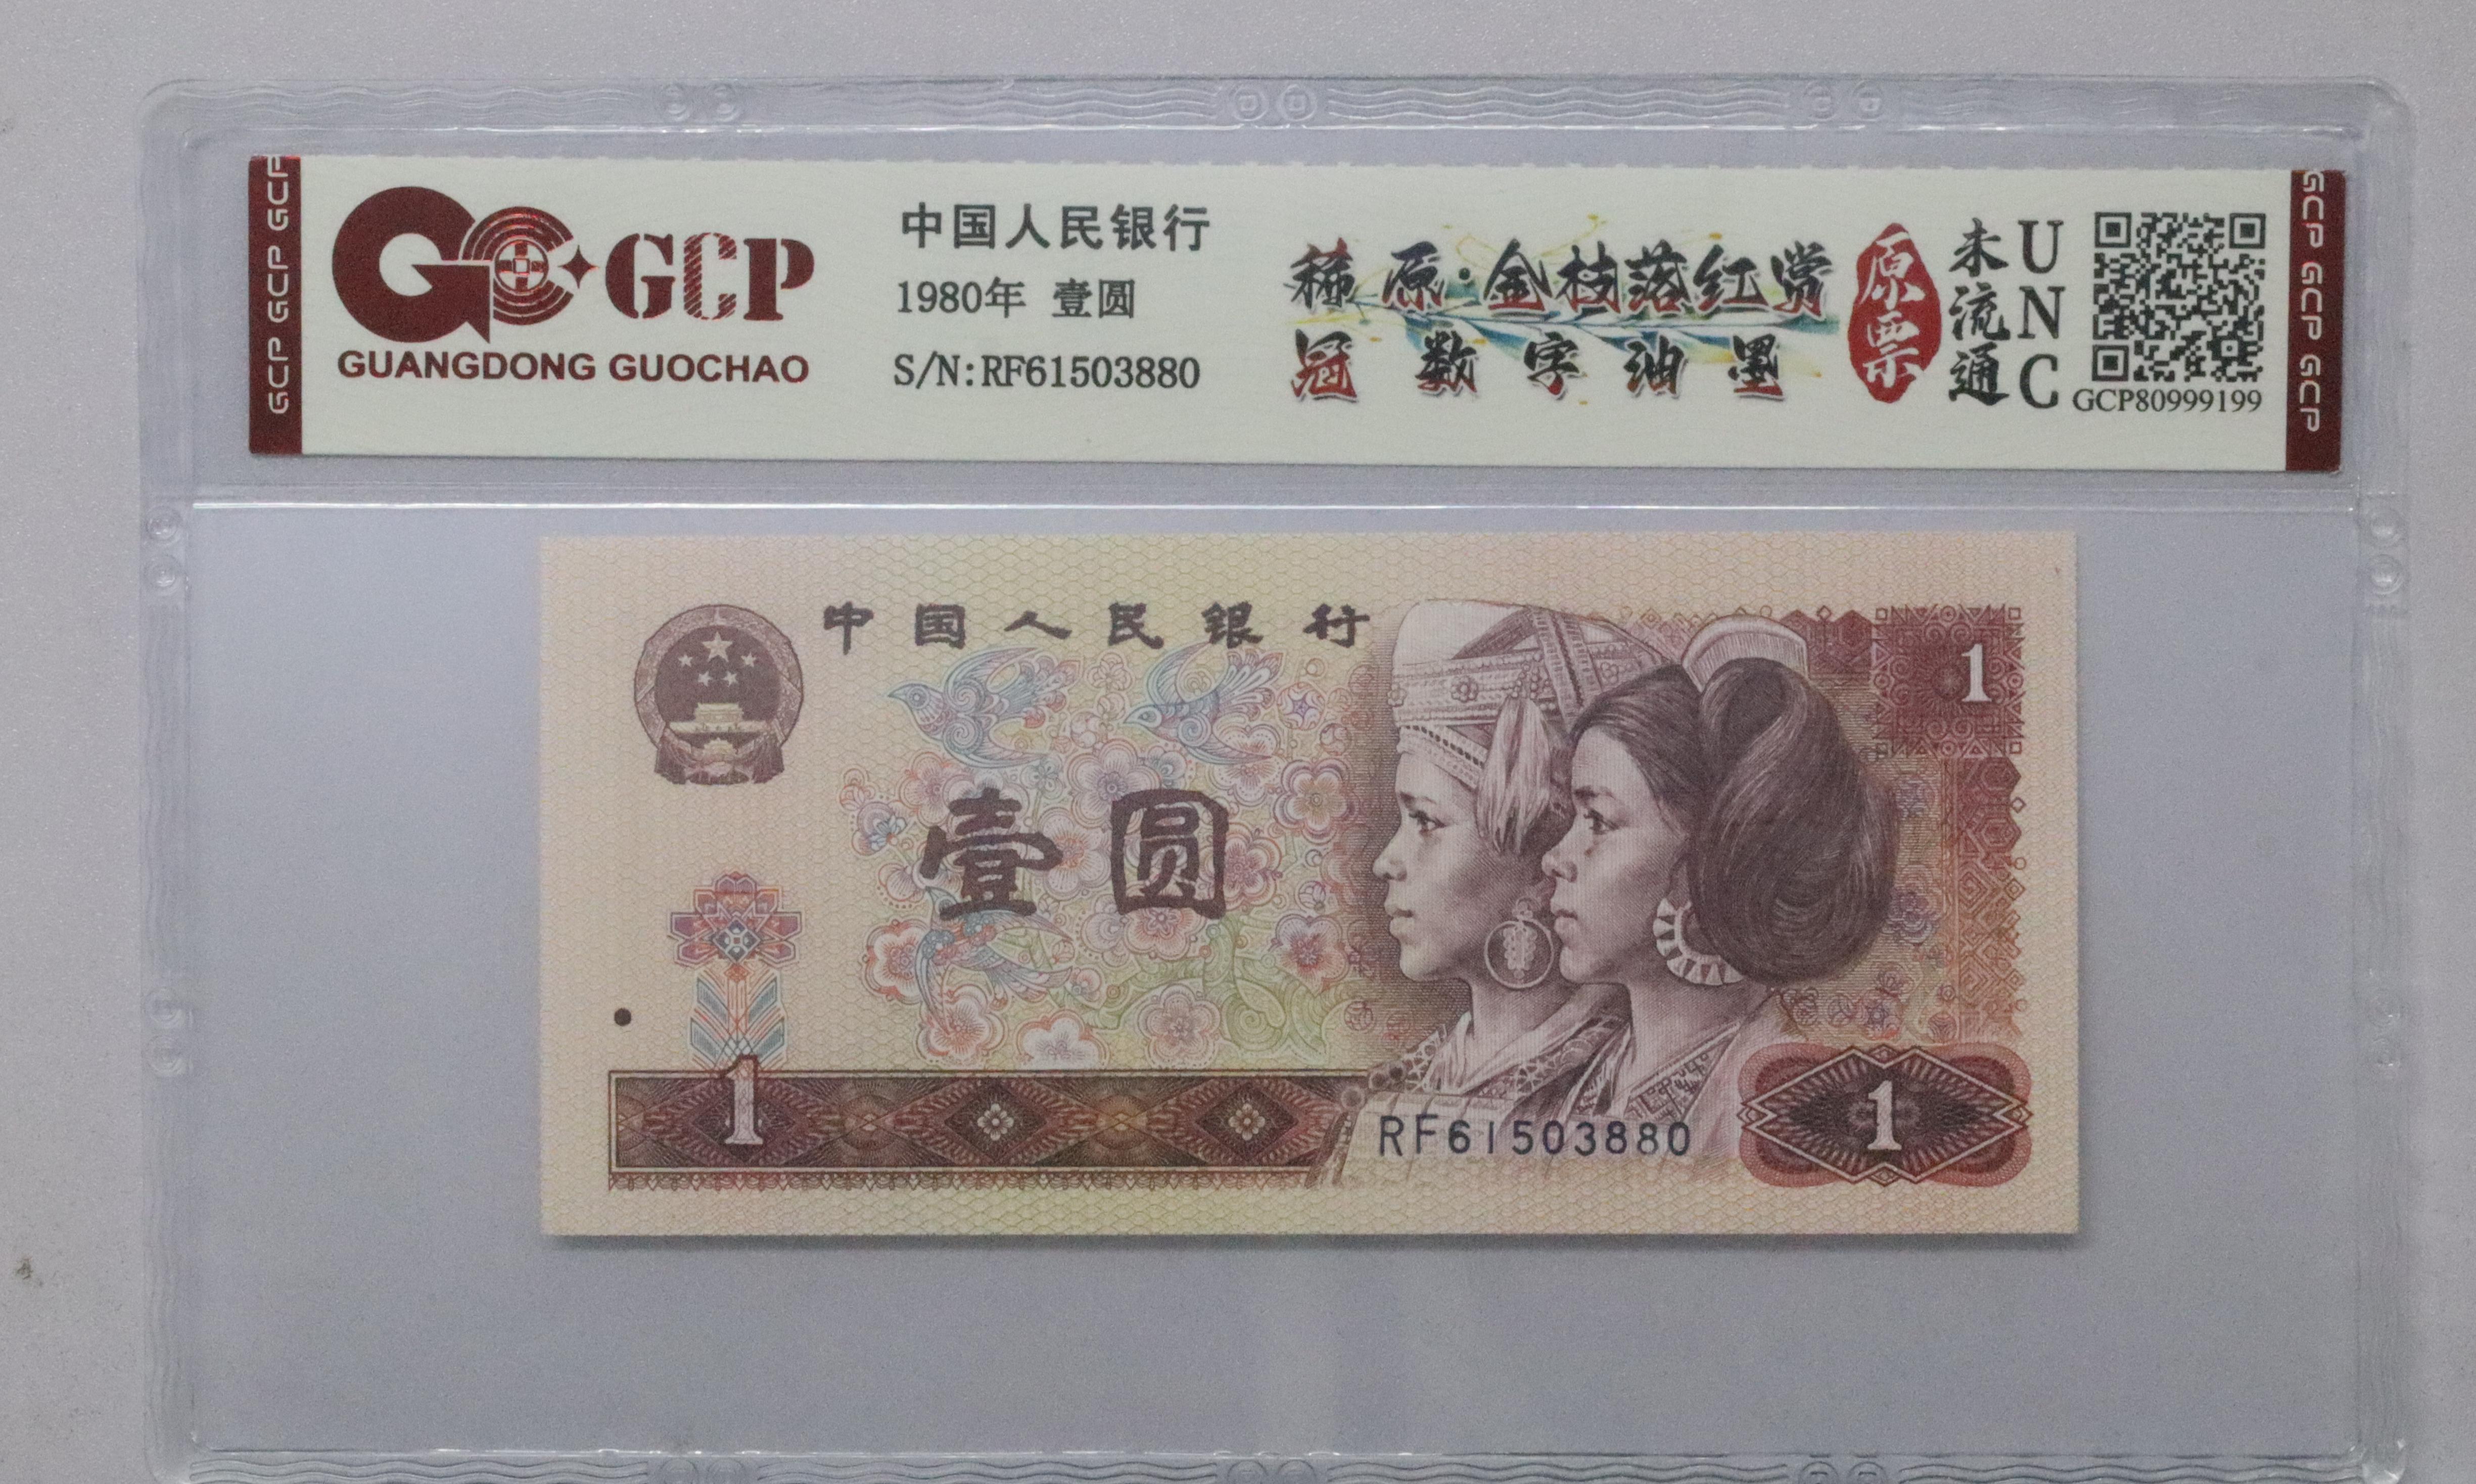 GCP GCP GCP
GCP
GUANGDONG GUOCHAO
中国人民银行
1980年 壹圆
S/N:RF61503880
稀原·金枝落红赏
冠数字油墨
原票
未流通
UNC
GCP80999199
GCP GCP GCP
中国人民银行
1
壹圆
1
RF61503880
1